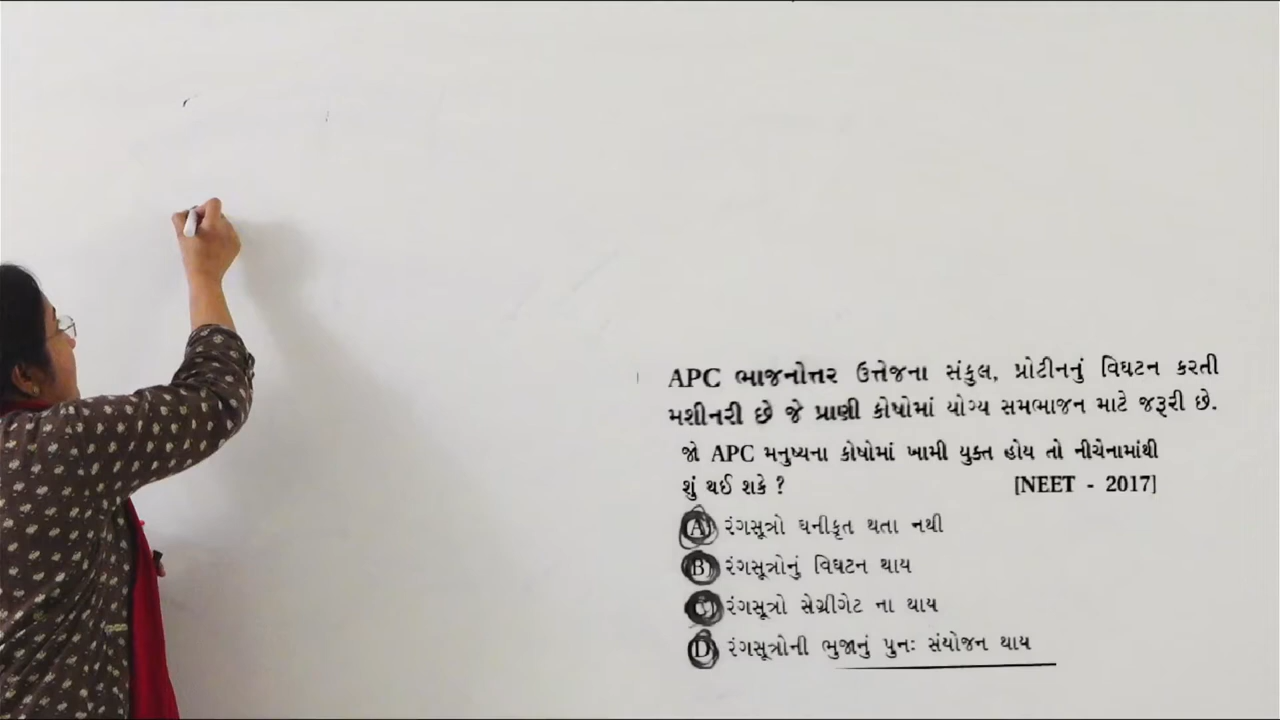 APC ભાજનોત્તર ઉત્તેજના સંકુલ, પ્રોટીનનું વિઘટન કરતી
મશીનરી છે જે પ્રાણી કોષોમાં યોગ્ય સમભાજન માટે જરૂરી છે.
જો APC મનુષ્યના કોષોમાં ખામી યુક્ત હોય તો નીચેનામાંથી
શું થઈ શકે ? [NEET - 2017]
A રંગસૂત્રો ઘનીકૃત થતા નથી
B રંગસૂત્રોનું વિઘટન થાય
C રંગસૂત્રો સેગ્રીગેટ ના થાય
D રંગસૂત્રોની ભુજાનું પુનઃ સંયોજન થાય